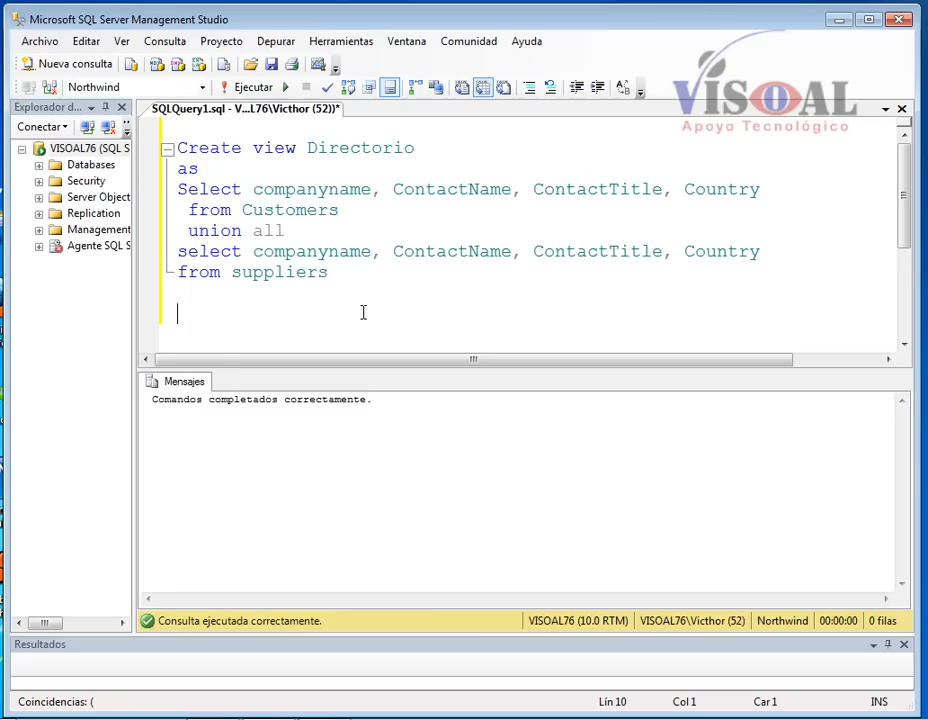 Microsoft SQL Server Management Studio
Archivo Editar Ver Consulta Proyecto Depurar Herramientas Ventana Comunidad Ayuda
Nueva consulta
Northwind Ejecutar
VISOAL
Apoyo Tecnológico
Explorador d...
SQLQuery1.sql - V...L76\Victhor (52))*
Conectar
VISOAL76 (SQL S
Databases
Security
Server Object
Replication
Management
Agente SQL S
Create view Directorio
as
Select companyname, ContactName, ContactTitle, Country
from Customers
union all
select companyname, ContactName, ContactTitle, Country
from suppliers
Mensajes
Comandos completados correctamente.
Consulta ejecutada correctamente. VISOAL76 (10.0 RTM) VISOAL76\Victhor (52) Northwind 00:00:00 0 filas
Resultados
Coincidencias: ( Lín 10 Col 1 Car 1 INS